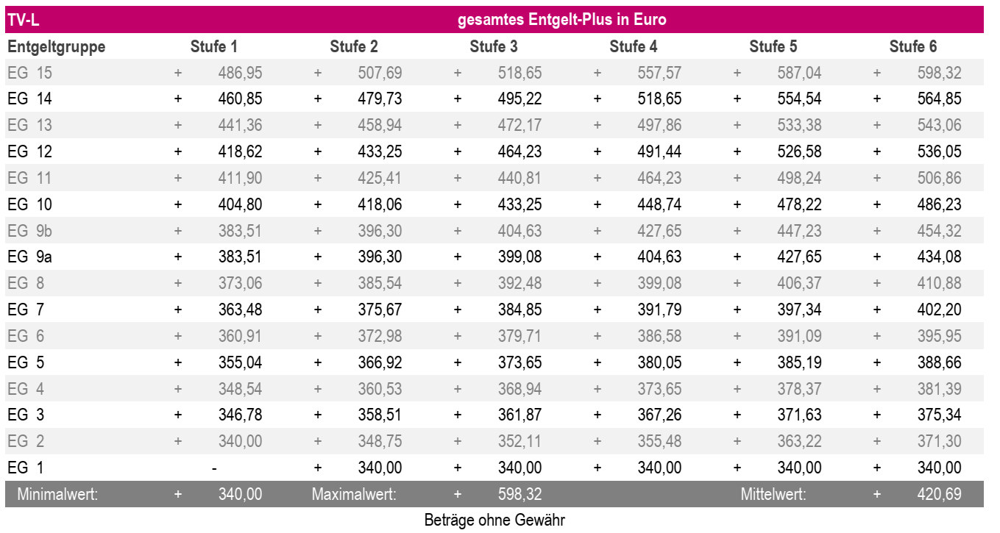 TV-L gesamtes Entgelt-Plus in Euro
Entgeltgruppe Stufe 1 Stufe 2 Stufe 3 Stufe 4 Stufe 5 Stufe 6
EG 15 + 486,95 + 507,69 + 518,65 + 557,57 + 587,04 + 598,32
EG 14 + 460,85 + 479,73 + 495,22 + 518,65 + 554,54 + 564,85
EG 13 + 441,36 + 458,94 + 472,17 + 497,86 + 533,38 + 543,06
EG 12 + 418,62 + 433,25 + 464,23 + 491,44 + 526,58 + 536,05
EG 11 + 411,90 + 425,41 + 440,81 + 464,23 + 498,24 + 506,86
EG 10 + 404,80 + 418,06 + 433,25 + 448,74 + 478,22 + 486,23
EG 9b + 383,51 + 396,30 + 404,63 + 427,65 + 447,23 + 454,32
EG 9a + 383,51 + 396,30 + 399,08 + 404,63 + 427,65 + 434,08
EG 8 + 373,06 + 385,54 + 392,48 + 399,08 + 406,37 + 410,88
EG 7 + 363,48 + 375,67 + 384,85 + 391,79 + 397,34 + 402,20
EG 6 + 360,91 + 372,98 + 379,71 + 386,58 + 391,09 + 395,95
EG 5 + 355,04 + 366,92 + 373,65 + 380,05 + 385,19 + 388,66
EG 4 + 348,54 + 360,53 + 368,94 + 373,65 + 378,37 + 381,39
EG 3 + 346,78 + 358,51 + 361,87 + 367,26 + 371,63 + 375,34
EG 2 + 340,00 + 348,75 + 352,11 + 355,48 + 363,22 + 371,30
EG 1 - + 340,00 + 340,00 + 340,00 + 340,00 + 340,00
Minimalwert: + 340,00 Maximalwert: + 598,32 Mittelwert: + 420,69
Beträge ohne Gewähr